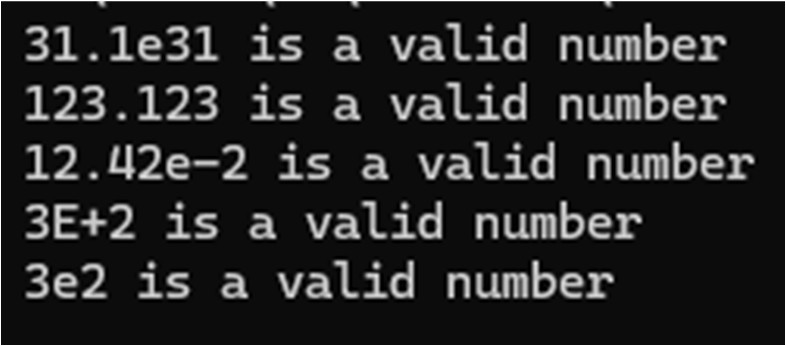 31.1e31 is a valid number
123.123 is a valid number
12.42e-2 is a valid number
3E+2 is a valid number
3e2 is a valid number